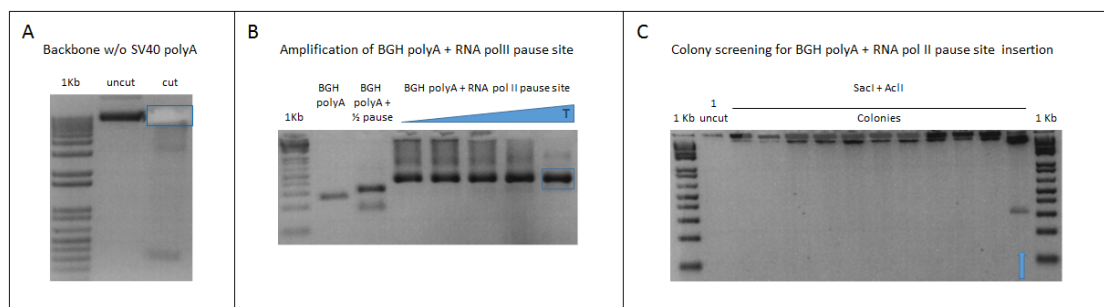 A
Backbone w/o SV40 polyA
1Kb uncut cut
B
Amplification of BGH polyA + RNA polII pause site
1Kb
BGH
polyA
BGH
polyA +
½ pause
BGH polyA + RNA pol II pause site
T
C
Colony screening for BGH polyA + RNA pol II pause site insertion
SacI + AclI
1 Kb
1
uncut
Colonies
1 Kb